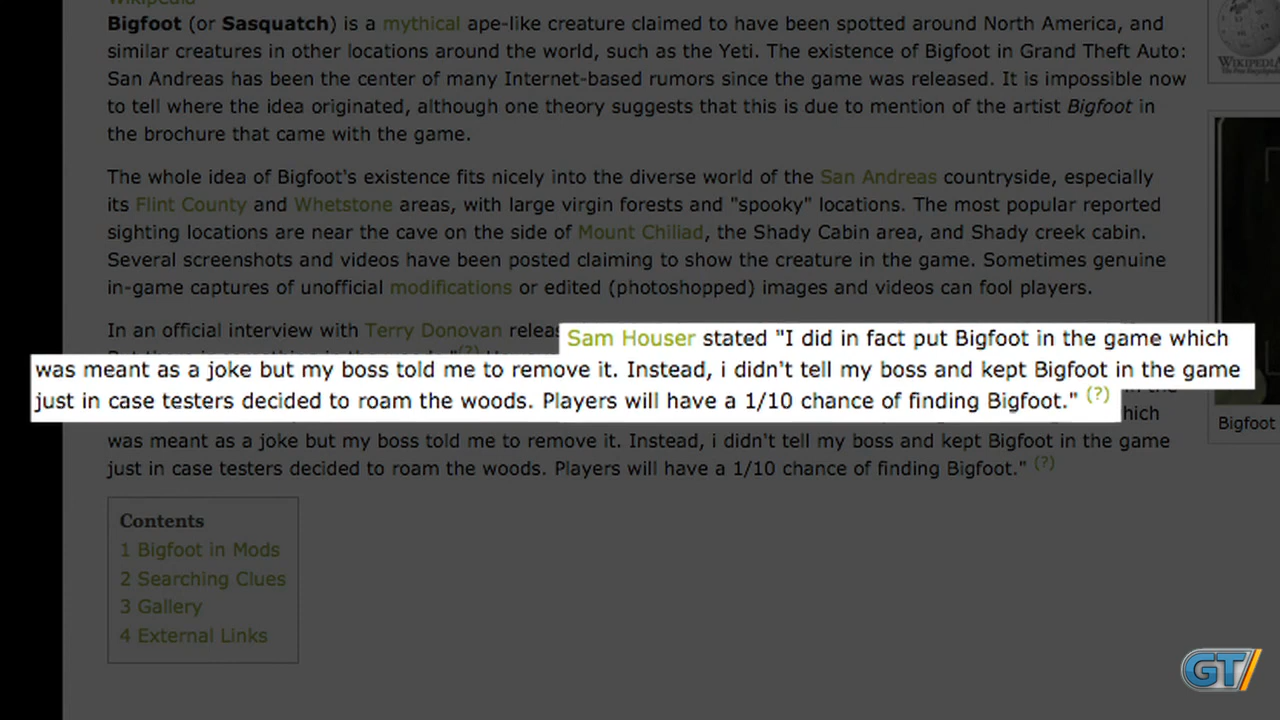 Wikipedia
Bigfoot (or Sasquatch) is a mythical ape-like creature claimed to have been spotted around North America, and
similar creatures in other locations around the world, such as the Yeti. The existence of Bigfoot in Grand Theft Auto:
San Andreas has been the center of many Internet-based rumors since the game was released. It is impossible now
to tell where the idea originated, although one theory suggests that this is due to mention of the artist Bigfoot in
the brochure that came with the game.
The whole idea of Bigfoot's existence fits nicely into the diverse world of the San Andreas countryside, especially
its Flint County and Whetstone areas, with large virgin forests and "spooky" locations. The most popular reported
sighting locations are near the cave on the side of Mount Chiliad, the Shady Cabin area, and Shady creek cabin.
Several screenshots and videos have been posted claiming to show the creature in the game. Sometimes genuine
in-game captures of unofficial modifications or edited (photoshopped) images and videos can fool players.
In an official interview with Terry Donovan relea
Sam Houser stated "I did in fact put Bigfoot in the game which
was meant as a joke but my boss told me to remove it. Instead, i didn't tell my boss and kept Bigfoot in the game
just in case testers decided to roam the woods. Players will have a 1/10 chance of finding Bigfoot." (?)
hich
was meant as a joke but my boss told me to remove it. Instead, i didn't tell my boss and kept Bigfoot in the game
just in case testers decided to roam the woods. Players will have a 1/10 chance of finding Bigfoot." (?)
Contents
1 Bigfoot in Mods
2 Searching Clues
3 Gallery
4 External Links
WIKIPEDIA
Bigfoot
GT